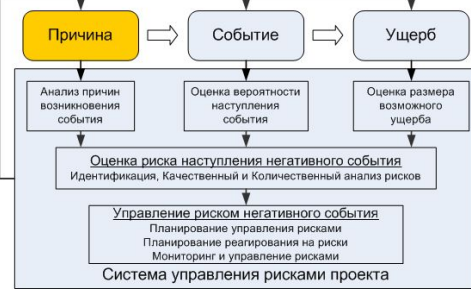 Причина
Событие
Ущерб
Анализ причин
возникновения
события
Оценка вероятности
наступления
события
Оценка размера
возможного
ущерба
Оценка риска наступления негативного события
Идентификация, Качественный и Количественный анализ рисков
Управление риском негативного события
Планирование управления рисками
Планирование реагирования на риски
Мониторинг и управление рисками
Система управления рисками проекта